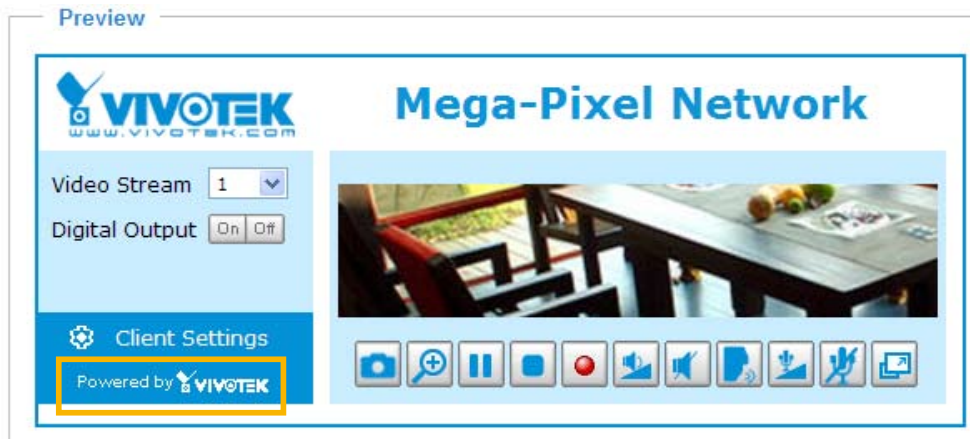 Preview
VIVOTEK
www.vivotek.com
Mega-Pixel Network
Video Stream 1
Digital Output On Off
Client Settings
Powered by VIVOTEK